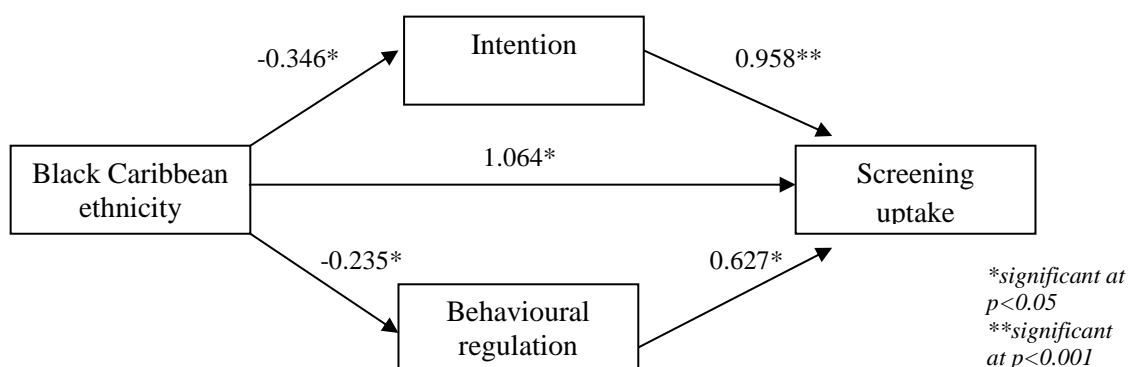 Intention
-0.346*
0.958**
1.064*
Black Caribbean
ethnicity
Screening
uptake
-0.235*
0.627*
Behavioural
regulation
*significant at
p<0.05
**significant
at p<0.001